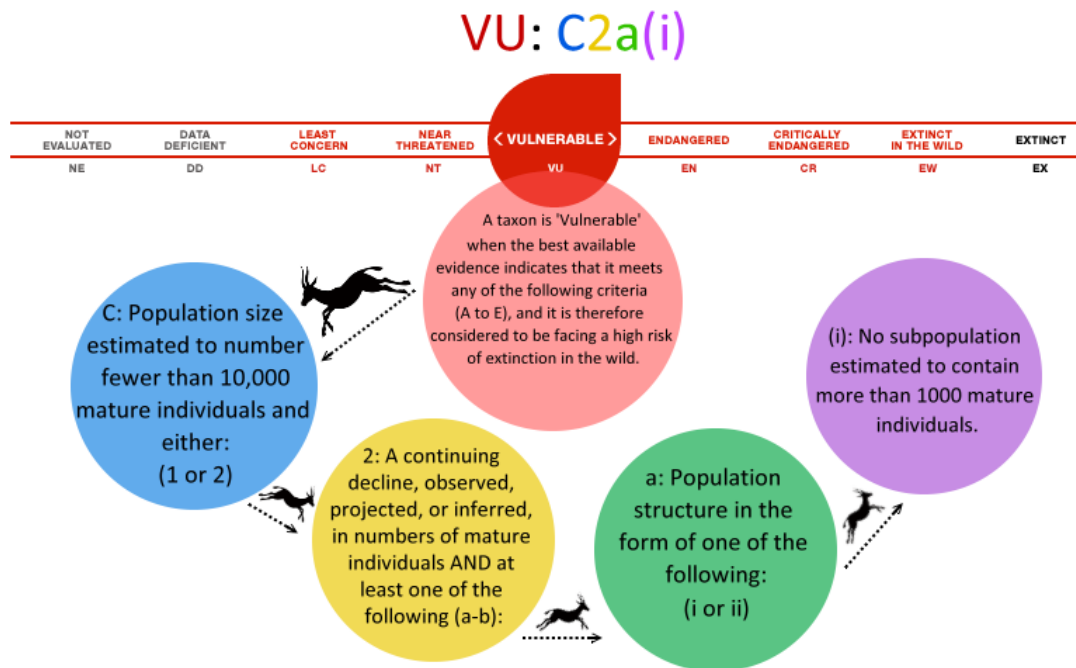 VU: C2a(i)
NOT EVALUATED
DATA DEFICIENT
LEAST CONCERN
NEAR THREATENED
< VULNERABLE >
ENDANGERED
CRITICALLY ENDANGERED
EXTINCT IN THE WILD
EXTINCT
NE
DD
LC
NT
VU
EN
CR
EW
EX
A taxon is 'Vulnerable'
when the best available
evidence indicates that it meets
any of the following criteria
(A to E), and it is therefore
considered to be facing a high risk
of extinction in the wild.
C: Population size
estimated to number
fewer than 10,000
mature individuals and
either:
(1 or 2)
2: A continuing
decline, observed,
projected, or inferred,
in numbers of mature
individuals AND at
least one of the
following (a-b):
a: Population
structure in the
form of one of the
following:
(i or ii)
(i): No subpopulation
estimated to contain
more than 1000 mature
individuals.